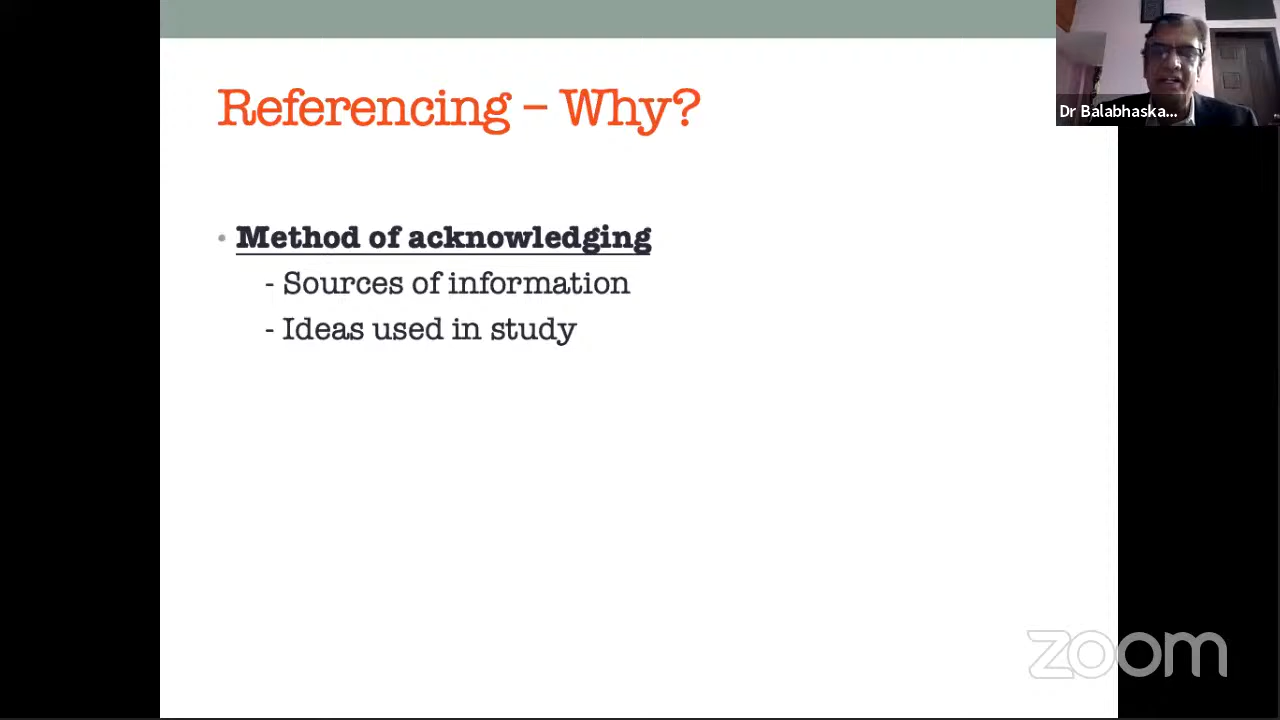 Referencing – Why?
Dr Balabhaska...
• Method of acknowledging
- Sources of information
- Ideas used in study
zoom